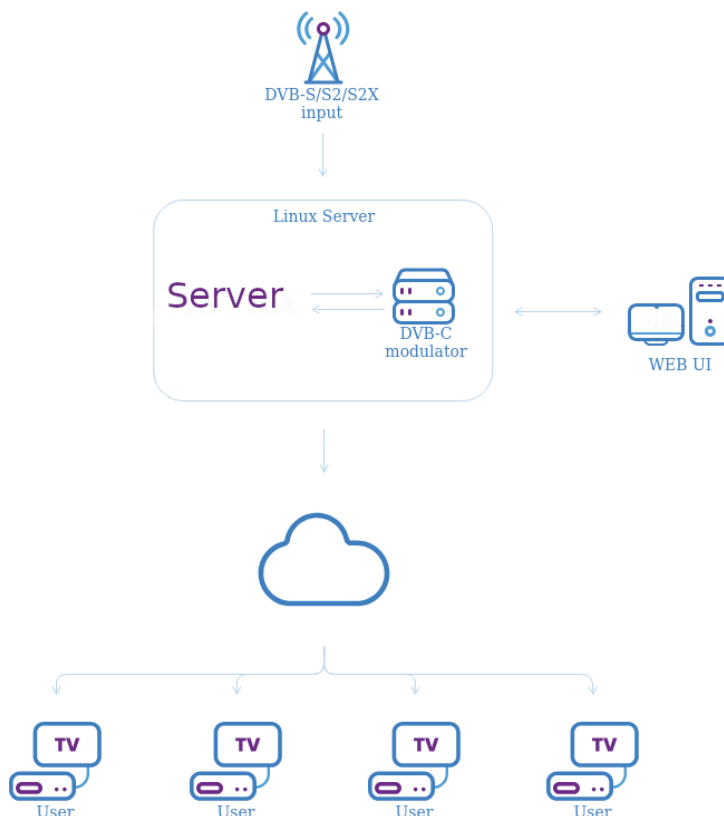 DVB-S/S2/S2X
input
Linux Server
Server
DVB-C
modulator
WEB UI
TV
TV
TV
TV
User
User
User
User